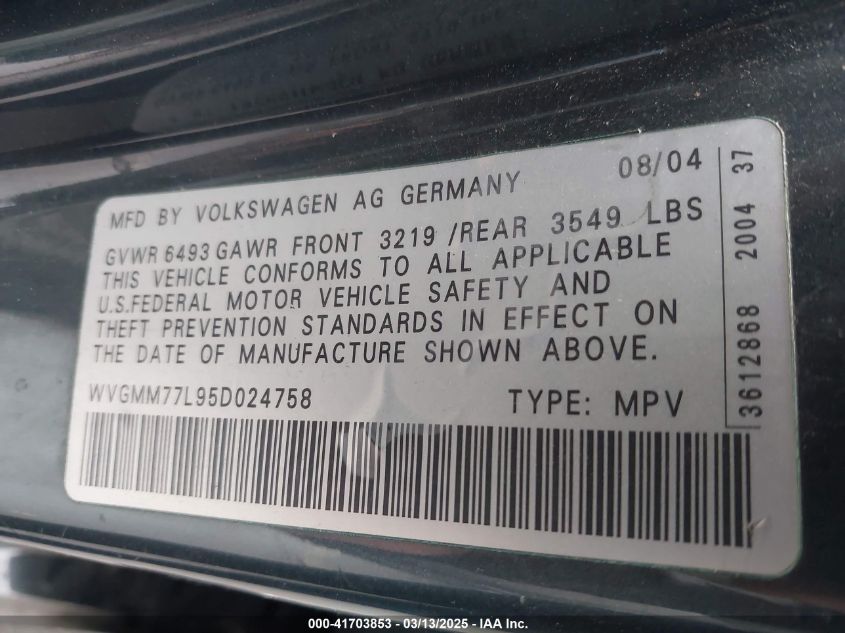 MFD BY VOLKSWAGEN AG GERMANY 08/04
GVWR 6493 GAWR FRONT 3219 /REAR 3549 LBS
THIS VEHICLE CONFORMS TO ALL APPLICABLE
U.S.FEDERAL MOTOR VEHICLE SAFETY AND
THEFT PREVENTION STANDARDS IN EFFECT ON
THE DATE OF MANUFACTURE SHOWN ABOVE.
WVGMM77L95D024758 TYPE: MPV
3612868 2004 37
000-41703853 / 03/13/2025 - IAA INC.